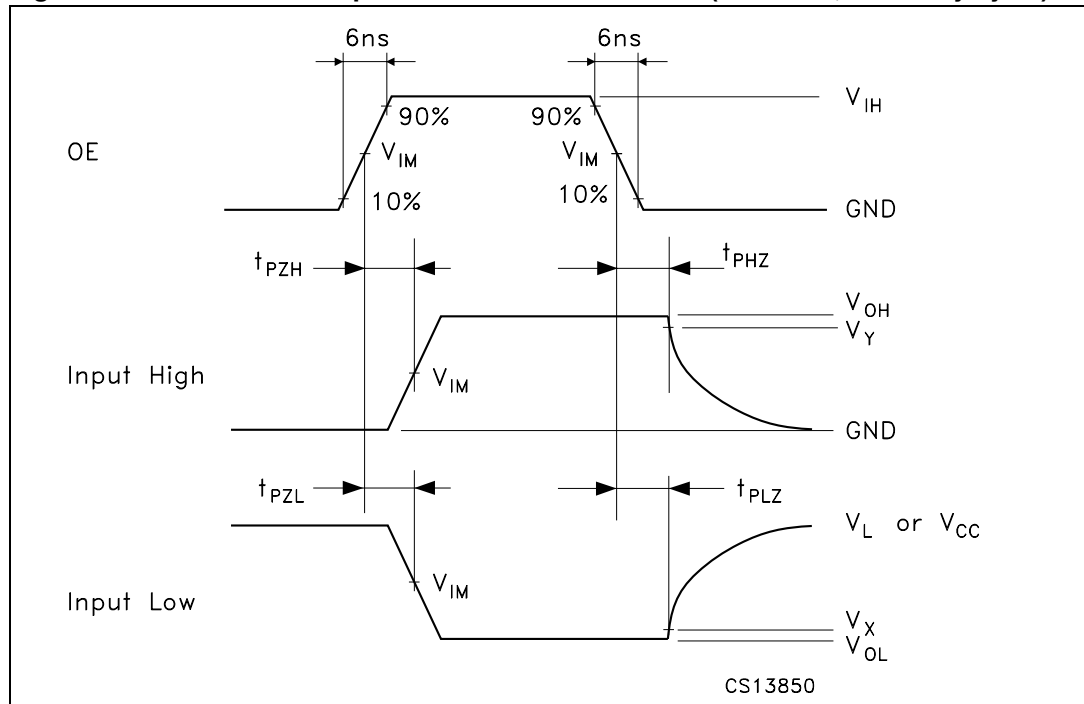 6ns 6ns
90% 90% V_IH
OE V_IM V_IM
10% 10% GND
t_PZH t_PHZ
V_OH
V_Y
Input High V_IM
GND
t_PZL t_PLZ
V_L or V_CC
V_IM
Input Low
V_X
V_OL
CS13850